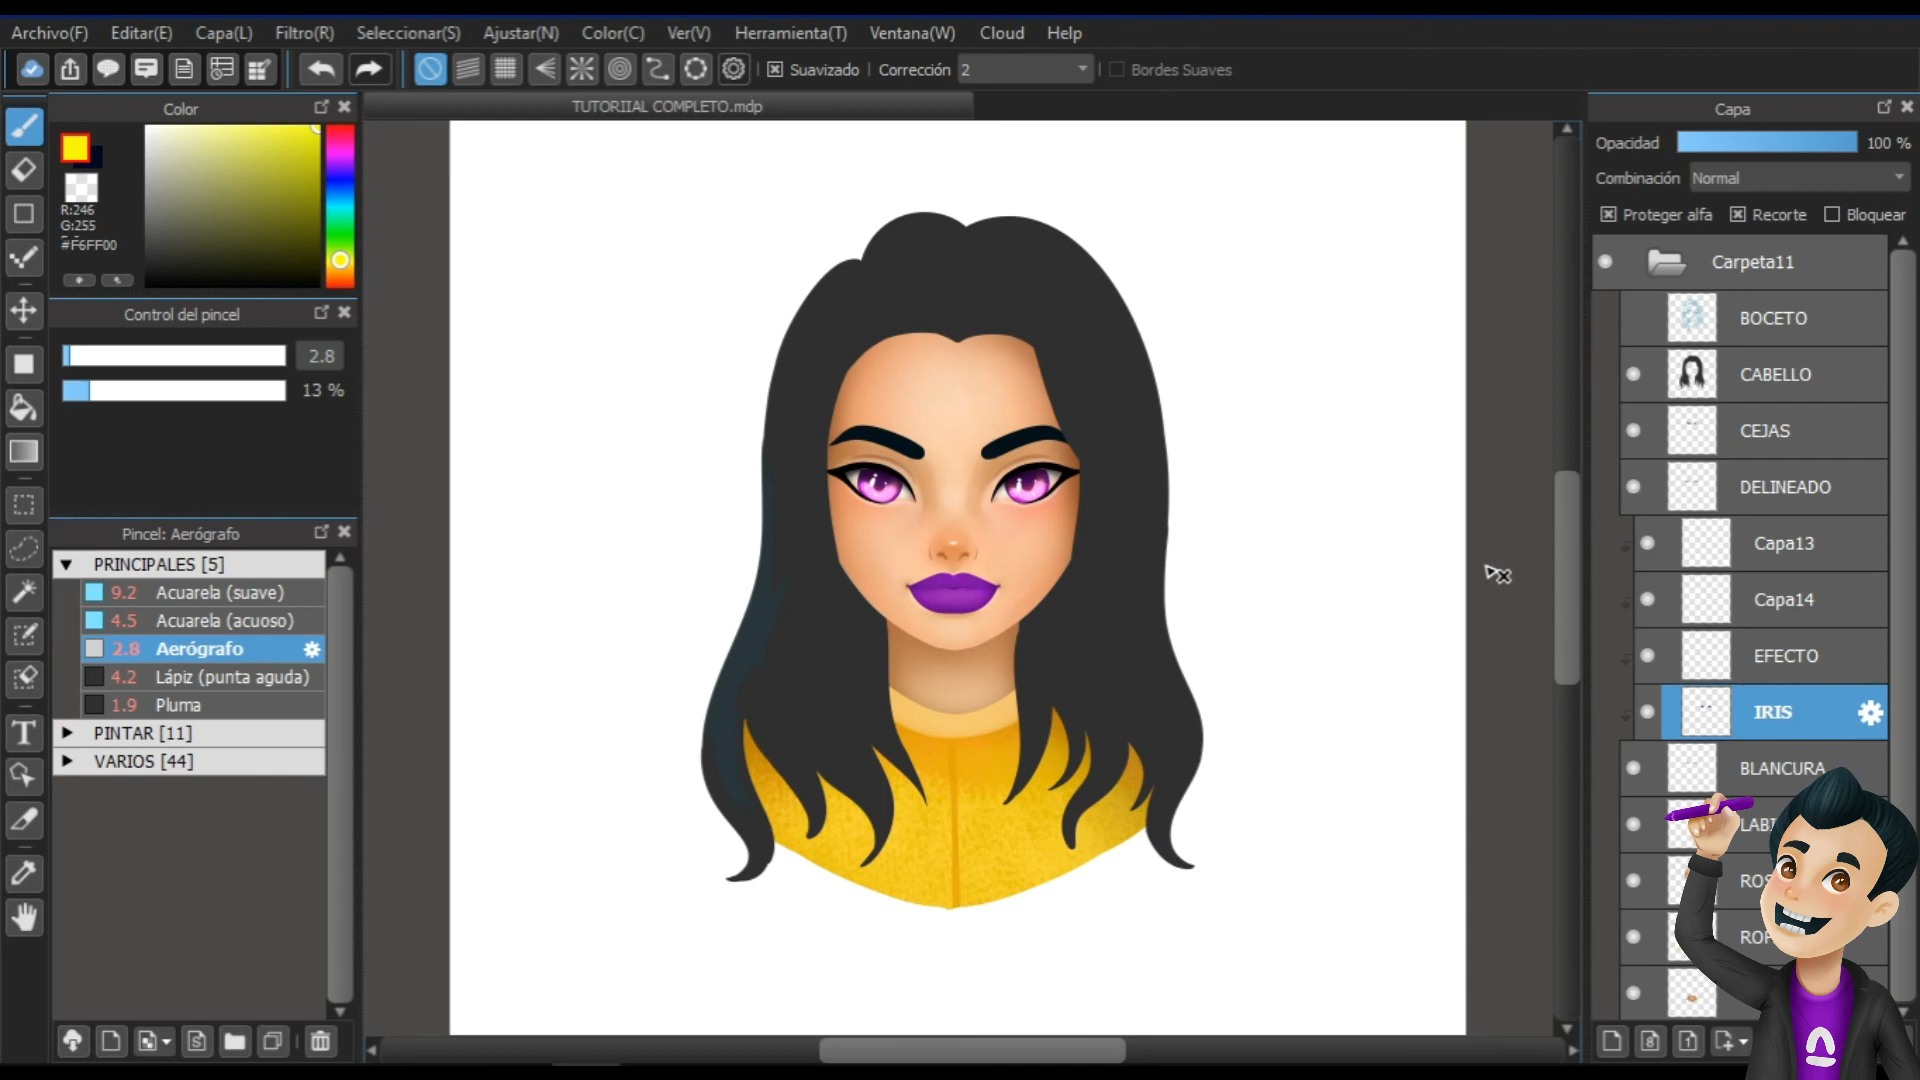 Archivo(F) Editar(E) Capa(L) Filtro(R) Seleccionar(S) Ajustar(N) Color(C) Ver(V) Herramienta(T) Ventana(W) Cloud Help
Suavizado Corrección 2 Bordes Suaves
Color
TUTORIIAL COMPLETO.mdp
R:246
G:255
#F6FF00
Control del pincel
2.8
13 %
Pincel: Aerógrafo
PRINCIPALES [5]
9.2 Acuarela (suave)
4.5 Acuarela (acuoso)
2.8 Aerógrafo
4.2 Lápiz (punta aguda)
1.9 Pluma
PINTAR [11]
VARIOS [44]
Capa
Opacidad 100 %
Combinación Normal
Proteger alfa Recorte Bloquear
Carpeta11
BOCETO
CABELLO
CEJAS
DELINEADO
Capa13
Capa14
EFECTO
IRIS
BLANCURA